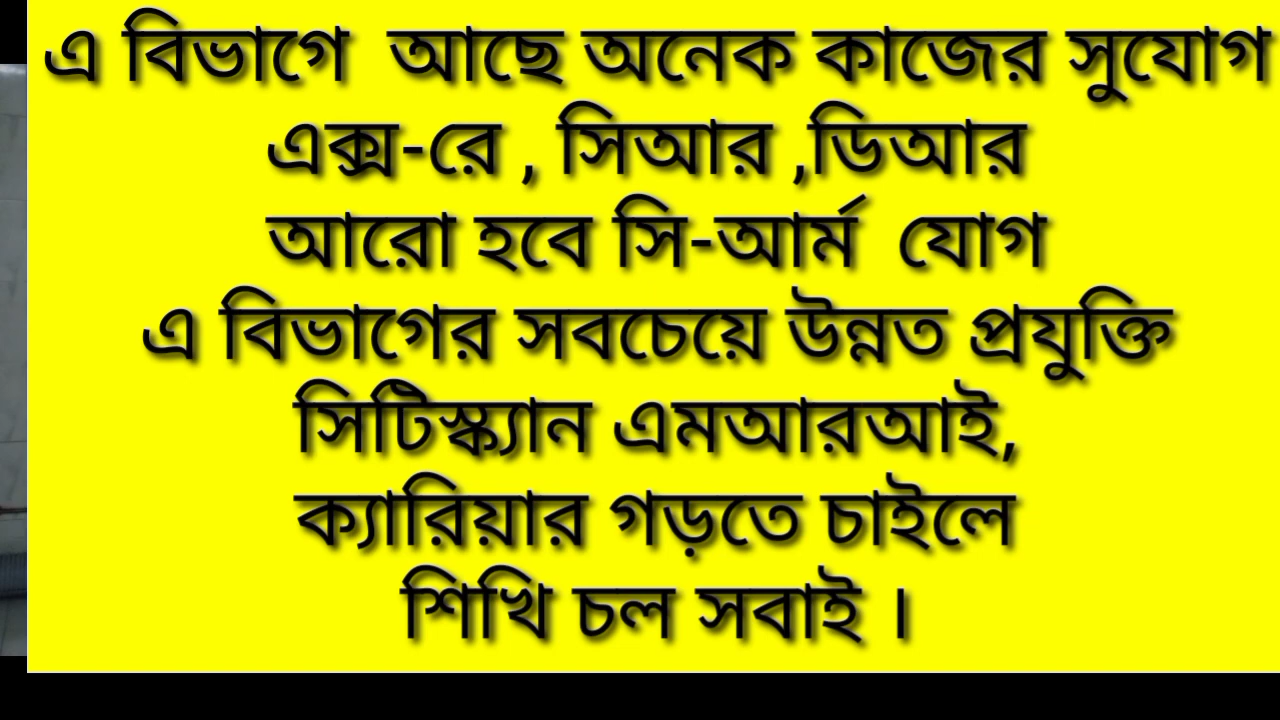 এ বিভাগে আছে অনেক কাজের সুযোগ
এক্স-রে , সিআর ,ডিআর
আরো হবে সি-আর্ম যোগ
এ বিভাগের সবচেয়ে উন্নত প্রযুক্তি
সিটিস্ক্যান এমআরআই,
ক্যারিয়ার গড়তে চাইলে
শিখি চল সবাই ।